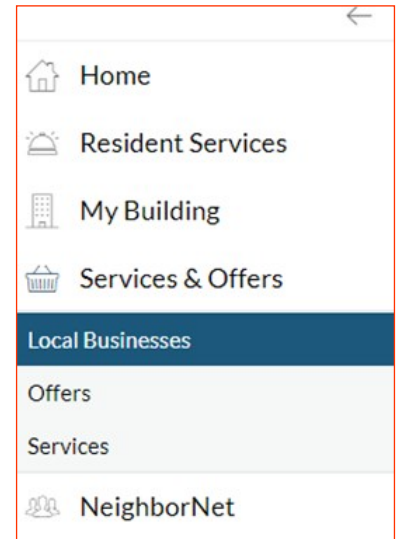 Home
Resident Services
My Building
Services & Offers
Local Businesses
Offers
Services
NeighborNet